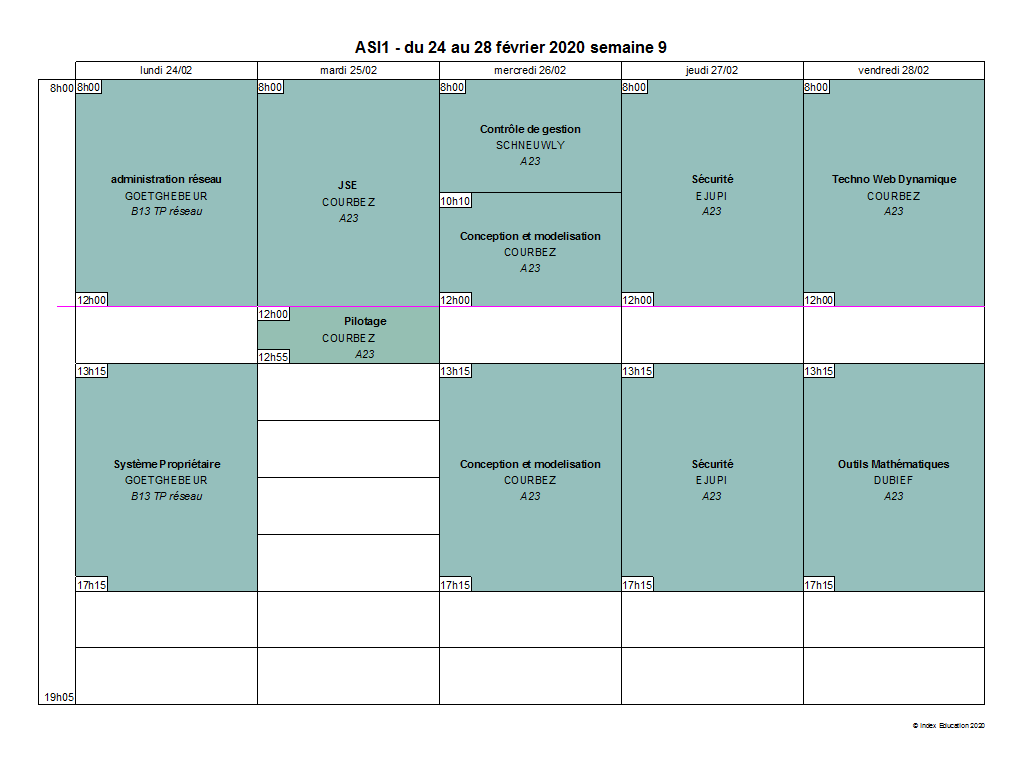 ASI1 - du 24 au 28 février 2020 semaine 9
lundi 24/02
mardi 25/02
mercredi 26/02
jeudi 27/02
vendredi 28/02
8h00
8h00
administration réseau
GOETGHEBEUR
B13 TP réseau
12h00
13h15
Système Propriétaire
GOETGHEBEUR
B13 TP réseau
17h15
8h00
JSE
COURBEZ
A23
12h00
Pilotage
COURBEZ
A23
12h55
8h00
Contrôle de gestion
SCHNEUWLY
A23
10h10
Conception et modelisation
COURBEZ
A23
12h00
13h15
Conception et modelisation
COURBEZ
A23
17h15
8h00
Sécurité
EJUPI
A23
12h00
13h15
Sécurité
EJUPI
A23
17h15
8h00
Techno Web Dynamique
COURBEZ
A23
12h00
13h15
Outils Mathématiques
DUBIEF
A23
17h15
19h05
© Index Education 2020